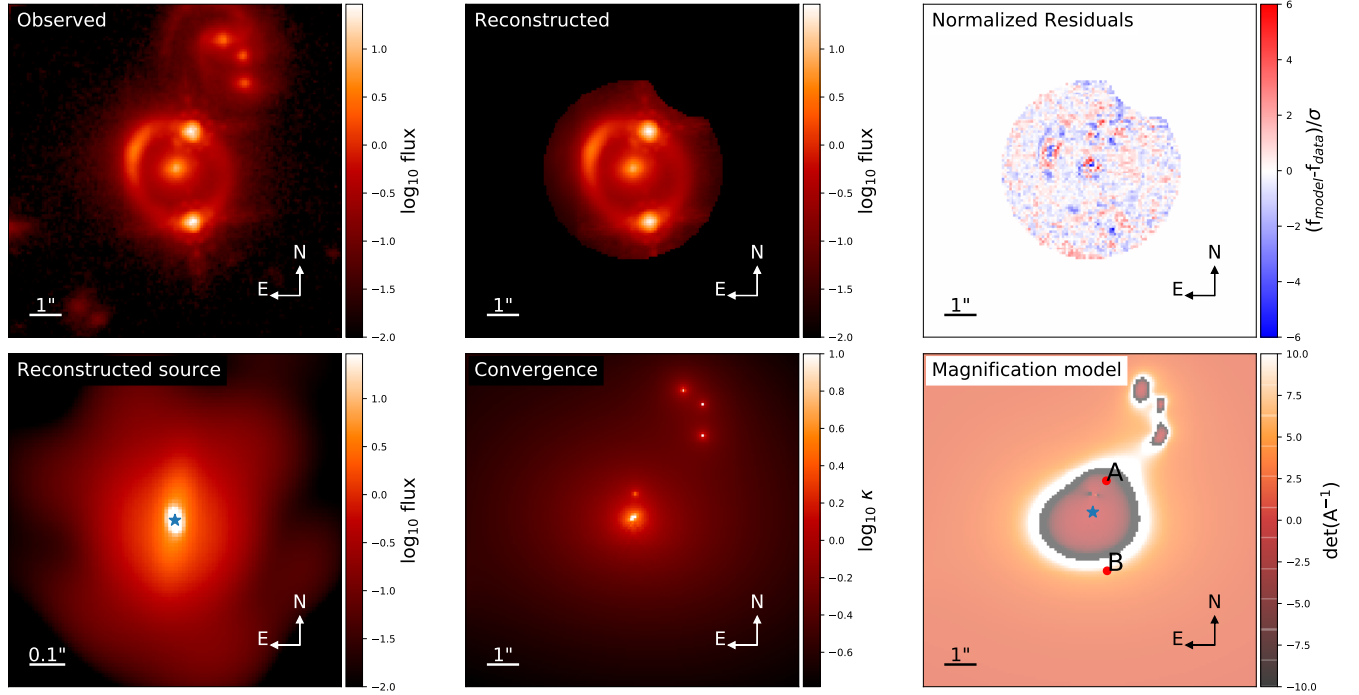 Observed
N
E
1"
1.0
0.5
0.0
−0.5
−1.0
−1.5
−2.0
log₁₀ flux
Reconstructed
N
E
1"
1.0
0.5
0.0
−0.5
−1.0
−1.5
−2.0
log₁₀ flux
Normalized Residuals
N
E
1"
6
4
2
0
−2
−4
−6
(f_model-f_data)/σ
Reconstructed source
N
E
0.1"
1.0
0.5
0.0
−0.5
−1.0
−1.5
−2.0
log₁₀ flux
Convergence
N
E
1"
1.0
0.8
0.6
0.4
0.2
0.0
−0.2
−0.4
−0.6
log₁₀ κ
Magnification model
A
B
N
E
1"
10.0
7.5
5.0
2.5
0.0
−2.5
−5.0
−7.5
−10.0
det(A⁻¹)